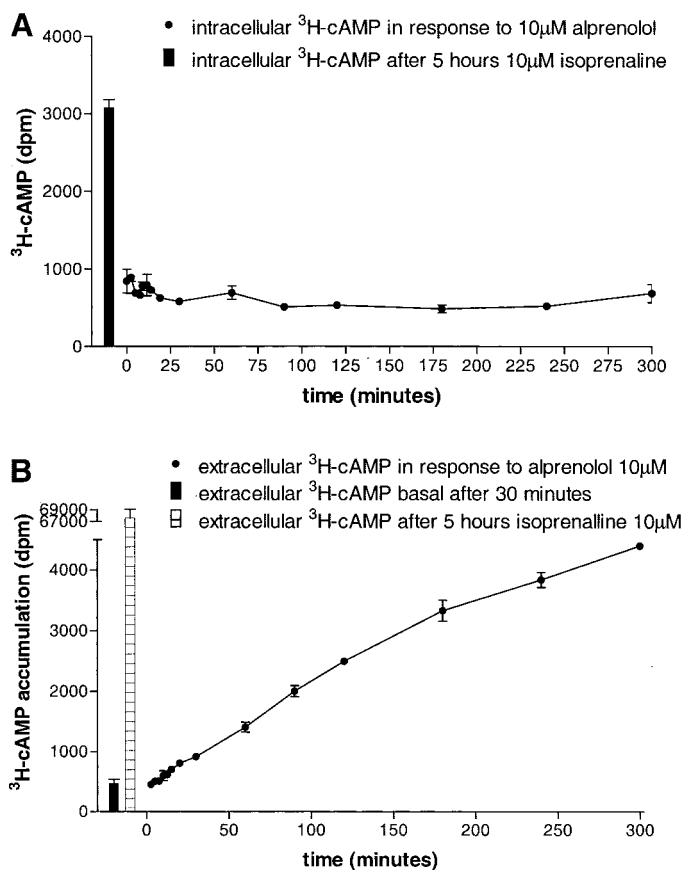 A
intracellular ³H-cAMP in response to 10µM alprenolol
intracellular ³H-cAMP after 5 hours 10µM isoprenaline
4000
3000
2000
1000
0
³H-cAMP (dpm)
0 25 50 75 100 125 150 175 200 225 250 275 300
time (minutes)
B
extracellular ³H-cAMP in response to alprenolol 10µM
extracellular ³H-cAMP basal after 30 minutes
extracellular ³H-cAMP after 5 hours isoprenalline 10µM
69000
67000
4000
3000
2000
1000
0
³H-cAMP accumulation (dpm)
0 50 100 150 200 250 300
time (minutes)